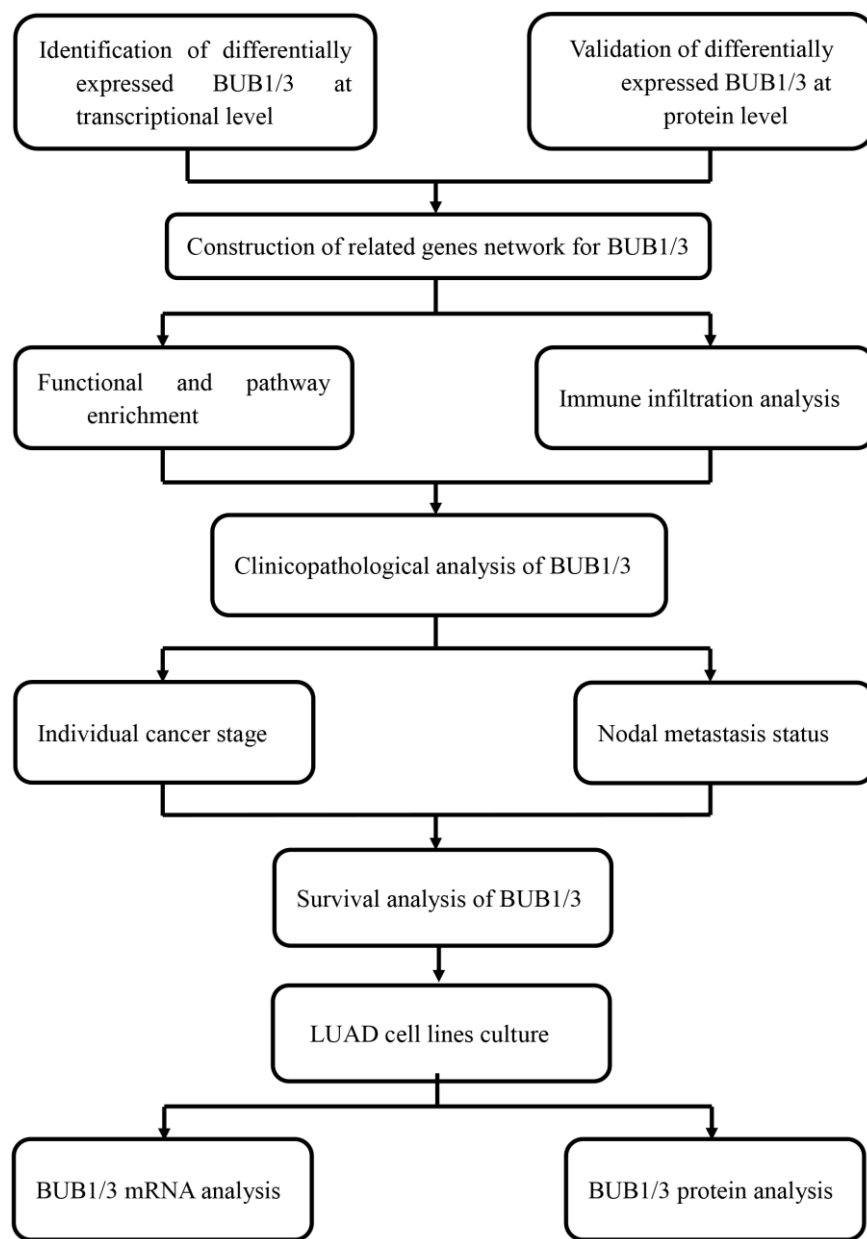 Identification of differentially
expressed BUB1/3 at
transcriptional level
Validation of differentially
expressed BUB1/3 at
protein level
Construction of related genes network for BUB1/3
Functional and pathway
enrichment
Immune infiltration analysis
Clinicopathological analysis of BUB1/3
Individual cancer stage
Nodal metastasis status
Survival analysis of BUB1/3
LUAD cell lines culture
BUB1/3 mRNA analysis
BUB1/3 protein analysis